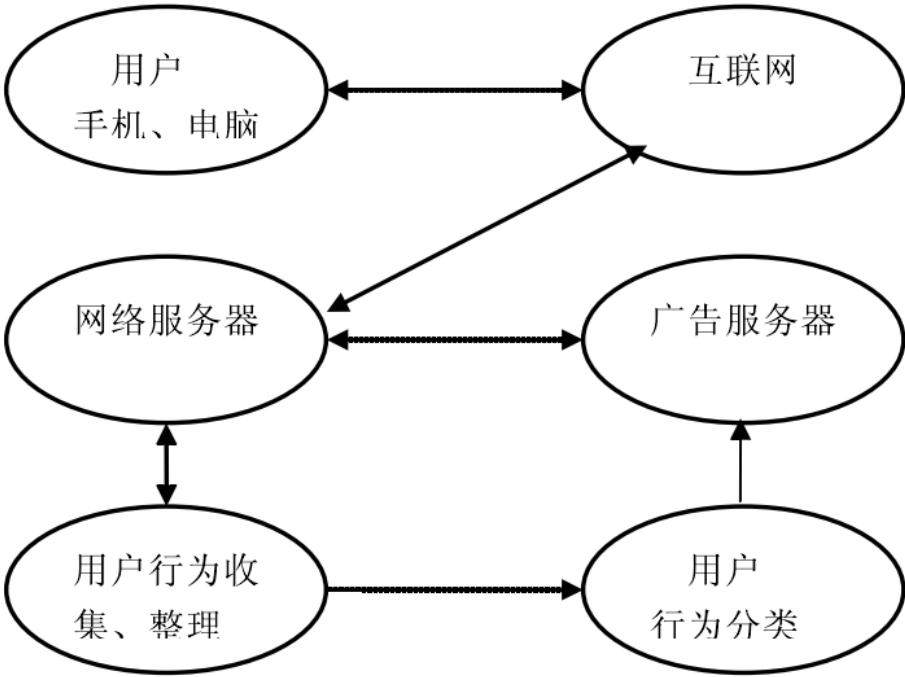 用户
手机、电脑
互联网
网络服务器
广告服务器
用户行为收
集、整理
用户
行为分类